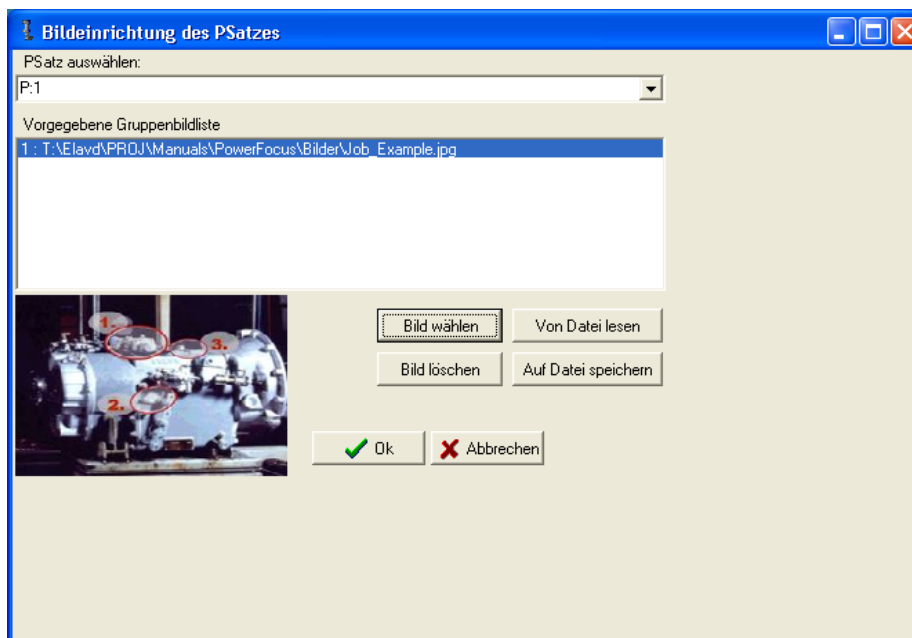 Bildeinrichtung des PSatzes
PSatz auswählen:
P:1
Vorgegebene Gruppenbildliste
1 : T:\Elavd\PROJ\Manuals\PowerFocus\Bilder\Job_Example.jpg
1.
3.
2.
Bild wählen
Von Datei lesen
Bild löschen
Auf Datei speichern
Ok
Abbrechen